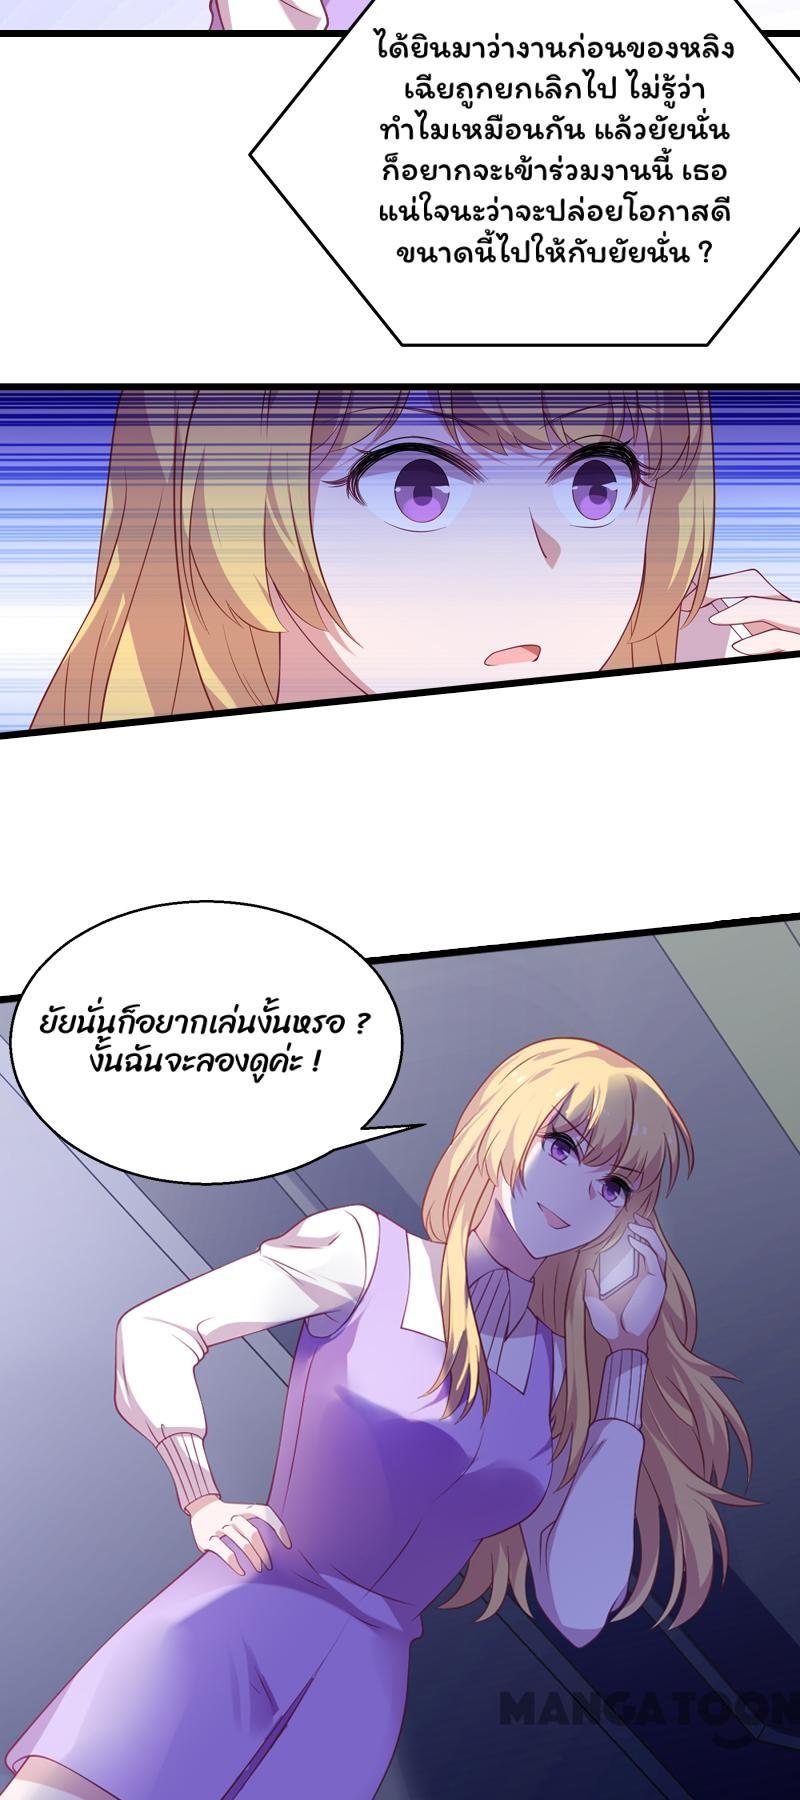 ได้ยินมาว่างานก่อนของหลิง
เฉียถูกยกเลิกไป ไม่รู้ว่า
ทำไมเหมือนกัน แล้วยัยนั่น
ก็อยากจะเข้าร่วมงานนี้ เธอ
แน่ใจนะว่าจะปล่อยโอกาสดี
ขนาดนี้ไปให้กับยัยนั่น ?
ยัยนั่นก็อยากเล่นงั้นหรอ ?
งั้นฉันจะลองดูค่ะ !
MANGATOON